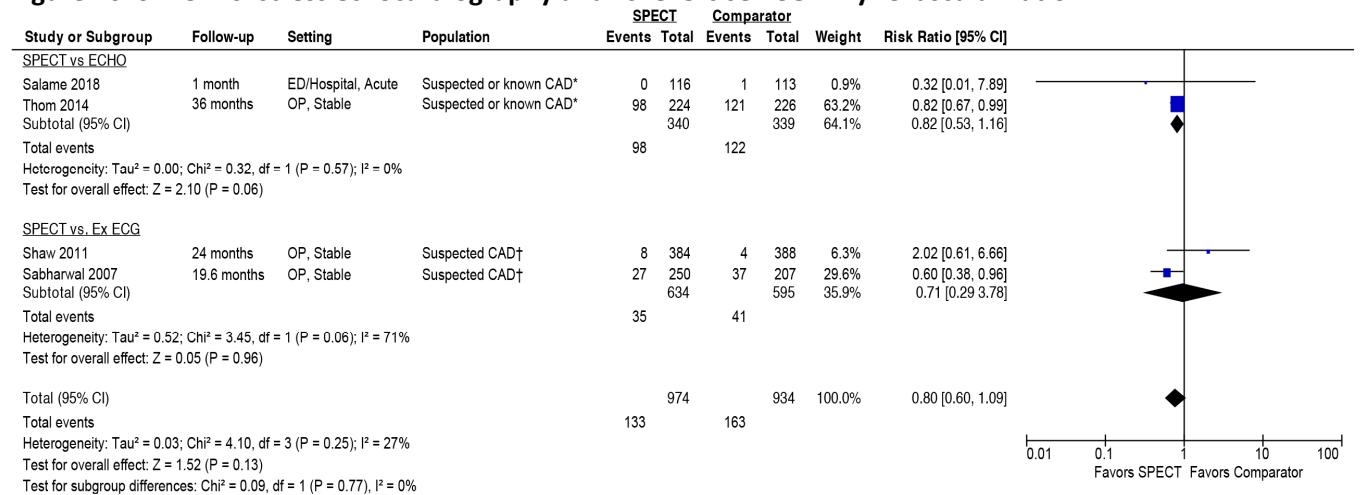 SPECT Comparator
Study or Subgroup Follow-up Setting Population Events Total Events Total Weight Risk Ratio [95% CI]
SPECT vs ECHO
Salame 2018 1 month ED/Hospital, Acute Suspected or known CAD* 0 116 1 113 0.9% 0.32 [0.01, 7.89]
Thom 2014 36 months OP, Stable Suspected or known CAD* 98 224 121 226 63.2% 0.82 [0.67, 0.99]
Subtotal (95% CI) 340 339 64.1% 0.82 [0.53, 1.16]
Total events 98 122
Heterogeneity: Tau² = 0.00; Chi² = 0.32, df = 1 (P = 0.57); I² = 0%
Test for overall effect: Z = 2.10 (P = 0.06)
SPECT vs. Ex ECG
Shaw 2011 24 months OP, Stable Suspected CAD† 8 384 4 388 6.3% 2.02 [0.61, 6.66]
Sabharwal 2007 19.6 months OP, Stable Suspected CAD† 27 250 37 207 29.6% 0.60 [0.38, 0.96]
Subtotal (95% CI) 634 595 35.9% 0.71 [0.29 3.78]
Total events 35 41
Heterogeneity: Tau² = 0.52; Chi² = 3.45, df = 1 (P = 0.06); I² = 71%
Test for overall effect: Z = 0.05 (P = 0.96)
Total (95% CI) 974 934 100.0% 0.80 [0.60, 1.09]
Total events 133 163
Heterogeneity: Tau² = 0.03; Chi² = 4.10, df = 3 (P = 0.25); I² = 27%
Test for overall effect: Z = 1.52 (P = 0.13)
Test for subgroup differences: Chi² = 0.09, df = 1 (P = 0.77), I² = 0%
0.01 0.1 1 10 100
Favors SPECT Favors Comparator